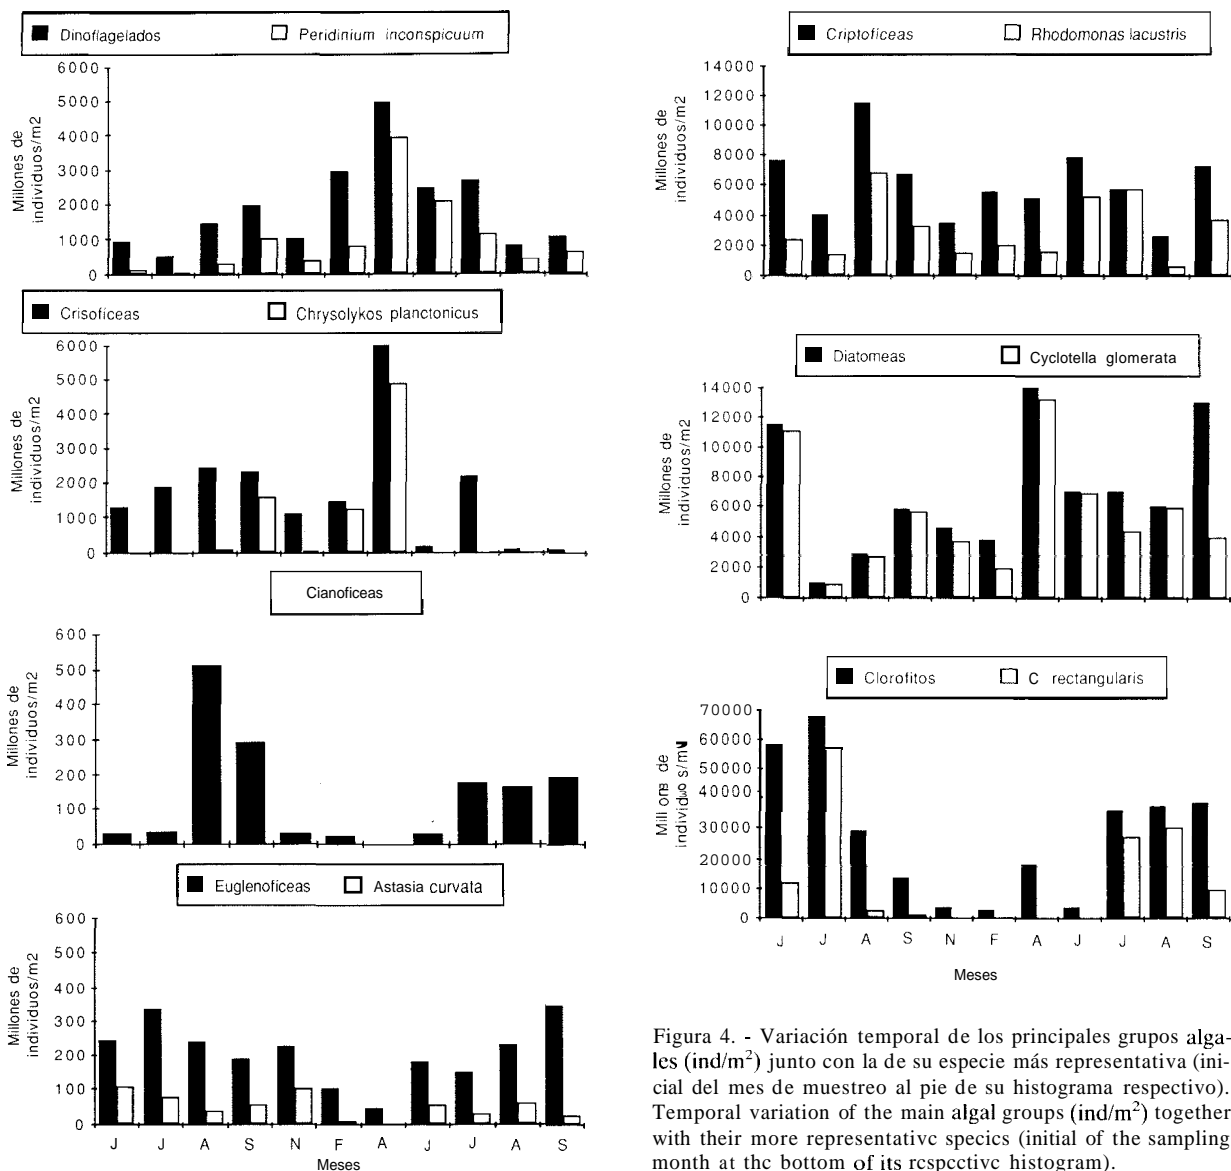 Dinoflagelados Peridinium inconspicuum
Millones de
individuos/m2
6000
5000
4000
3000
2000
1000
0
Crisofíceas Chrysolykos planctonicus
Millones de
individuos/m2
6000
5000
4000
3000
2000
1000
0
Cianoficeas
Millones de
individuos/m2
600
500
400
300
200
100
0
Euglenofíceas Astasia curvata
Millones de
individuos/m2
600
500
400
300
200
100
0
J J A S N F A J J A S
Meses
Criptofíceas Rhodomonas lacustris
Millones de
individuos/m2
14000
12000
10000
8000
6000
4000
2000
0
Diatomeas Cyclotella glomerata
Millones de
individuos/m2
14000
12000
10000
8000
6000
4000
2000
0
Clorofitos C rectangularis
70000
60000
50000
30000
20000
10000
0
J J A S N F A J J A S
Meses
Figura 4. - Variación temporal de los principales grupos alga-
les (ind/m²) junto con la de su especie más representativa (ini-
cial del mes de muestreo al pie de su histograma respectivo).
Temporal variation of the main algal groups (ind/m²) together
with their more representativc specics (initial of the sampling
month at thc bottom of its rcspcctivc histogram).